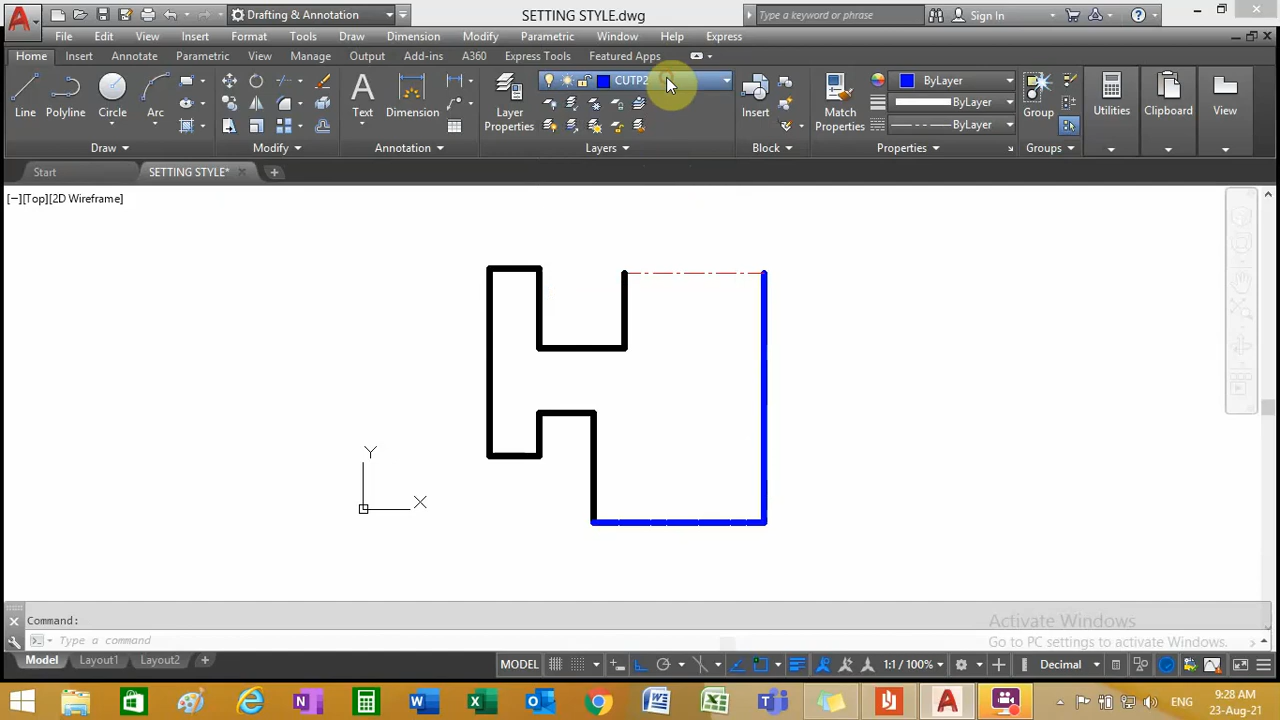 Drafting & Annotation
SETTING STYLE.dwg
Type a keyword or phrase
Sign In
File Edit View Insert Format Tools Draw Dimension Modify Parametric Window Help Express
Home Insert Annotate Parametric View Manage Output Add-ins A360 Express Tools Featured Apps
CUTP2
ByLayer
ByLayer
ByLayer
Line Polyline Circle Arc
Text Dimension
Layer Properties
Insert
Match Properties
Group
Utilities
Clipboard
View
Draw Modify Annotation Layers Block Properties Groups
Start
SETTING STYLE*
[−][Top][2D Wireframe]
Y
X
Command:
Type a command
Activate Windows
Go to PC settings to activate Windows.
Model Layout1 Layout2
MODEL 1:1 / 100% Decimal
ENG
9:28 AM
23-Aug-21